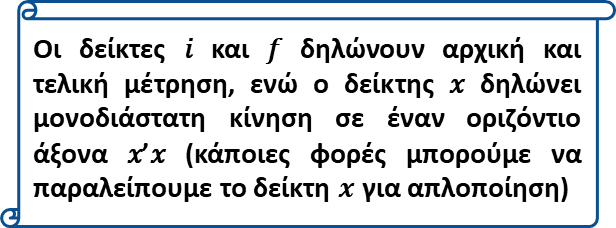 Οι δείκτες 𝒊 και 𝒇 δηλώνουν αρχική και
τελική μέτρηση, ενώ ο δείκτης 𝒙 δηλώνει
μονοδιάστατη κίνηση σε έναν οριζόντιο
άξονα 𝒙′𝒙 (κάποιες φορές μπορούμε να
παραλείπουμε το δείκτη 𝒙 για απλοποίηση)